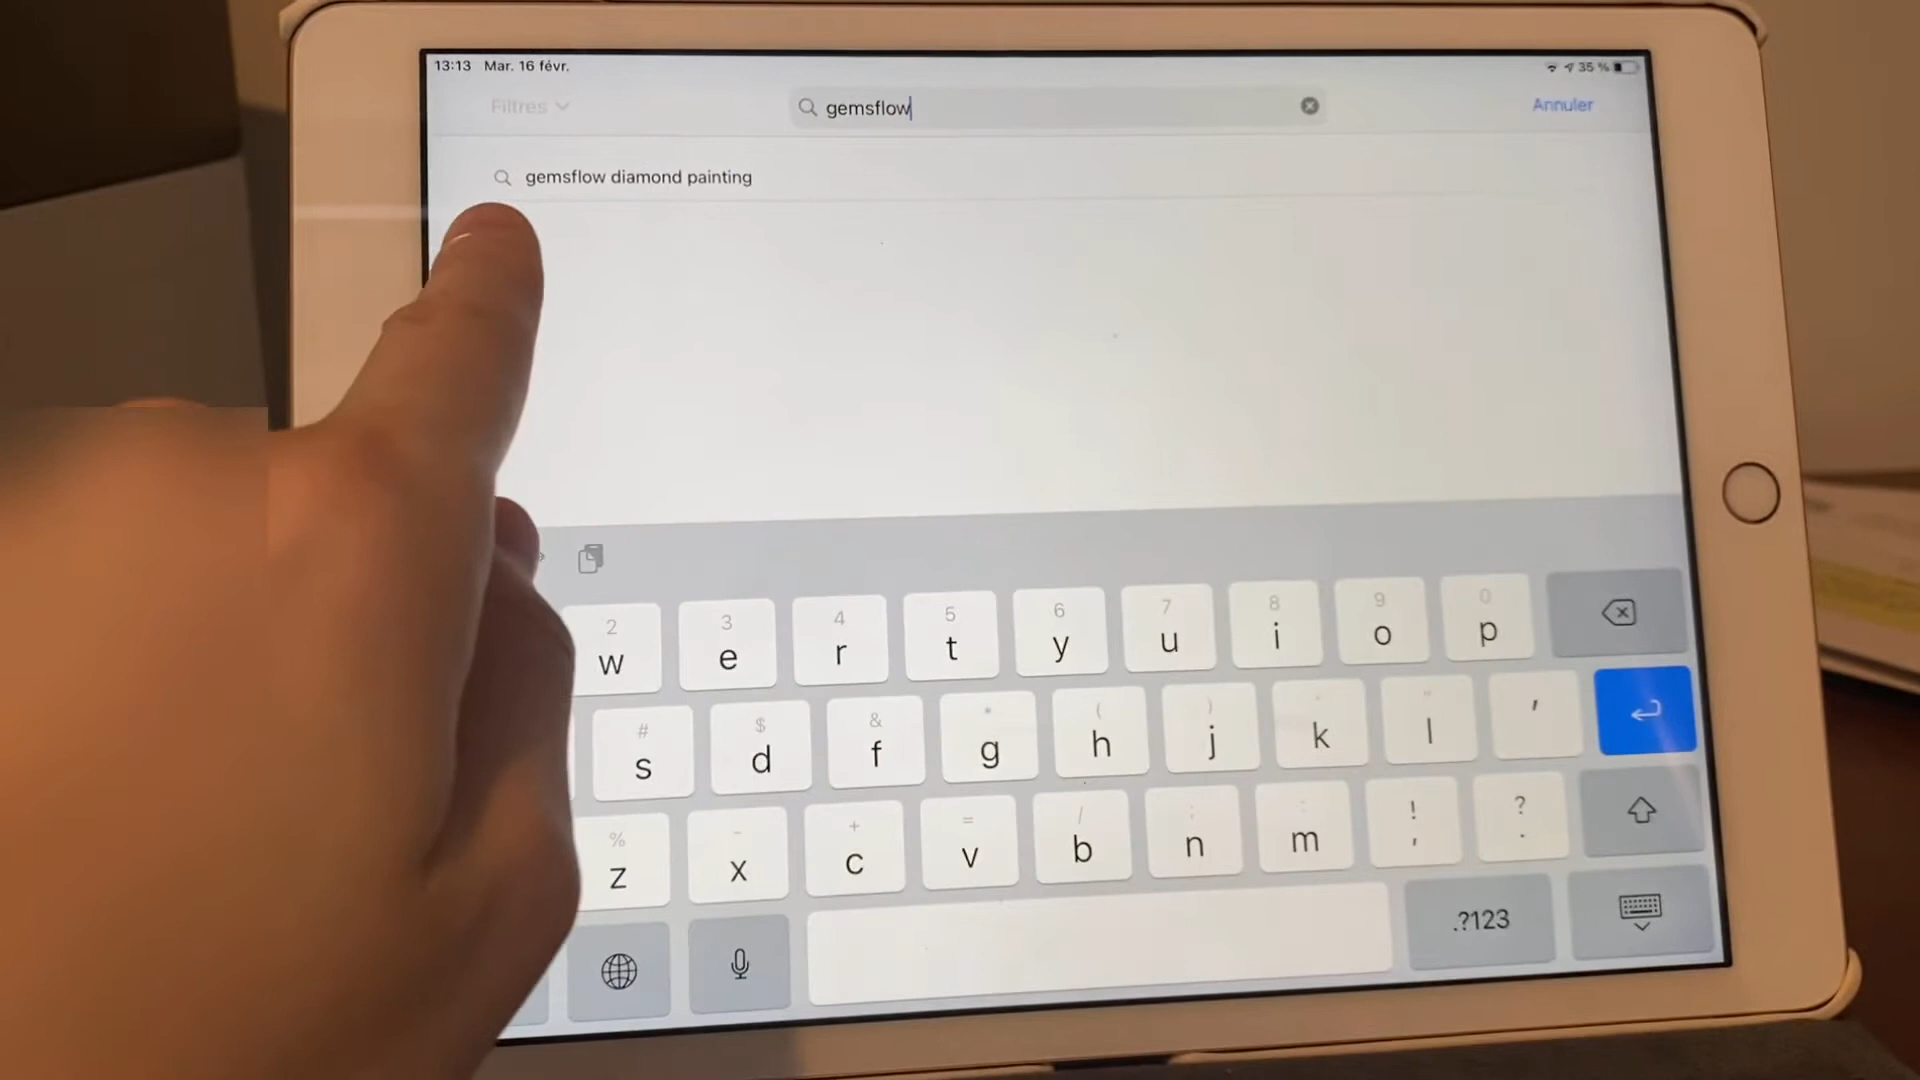 13:13 Mar. 16 févr. 35 %
Filtres gemsflow Annuler
gemsflow diamond painting
2 3 4 5 6 7 8 9 0
w e r t y u i o p
# $ & * ( ) ' "
s d f g h j k l '
% - + = / ; : ! ?
z x c v b n m , .
.?123